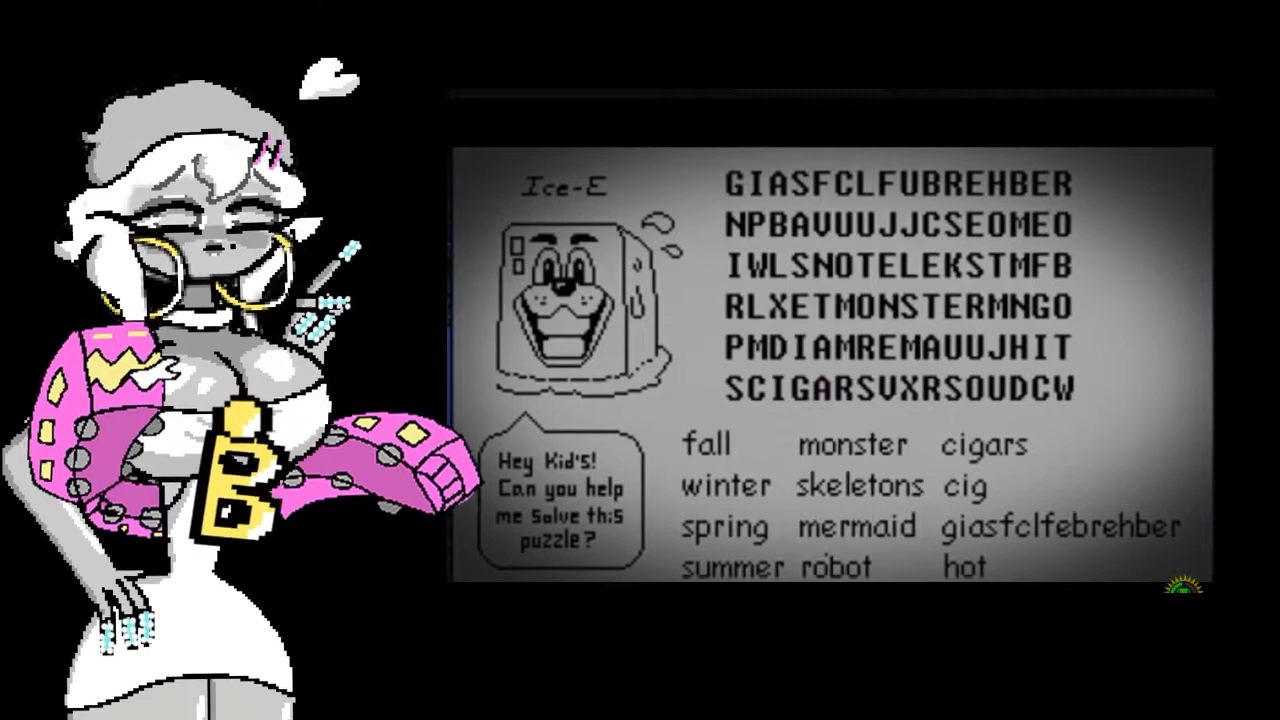 Ice-E
GIASFCLFUBREHBER
NPBAVUUJJCSEOMEO
IWLSNOTELEKSTMFB
RLXETMONSTERMNGO
PMDIAMREMAUUJHIT
SCIGARSVXRSOUDCW
Hey Kid's!
Can you help
me solve this
puzzle?
fall monster cigars
winter skeletons cig
spring mermaid giasfclfebrehber
summer robot hot
B